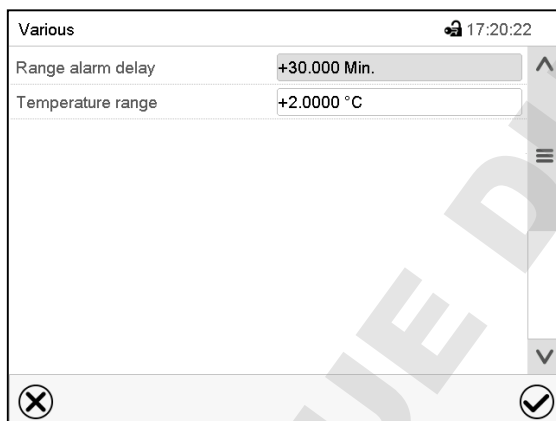 Various 17:20:22
Range alarm delay +30.000 Min.
Temperature range +2.0000 °C